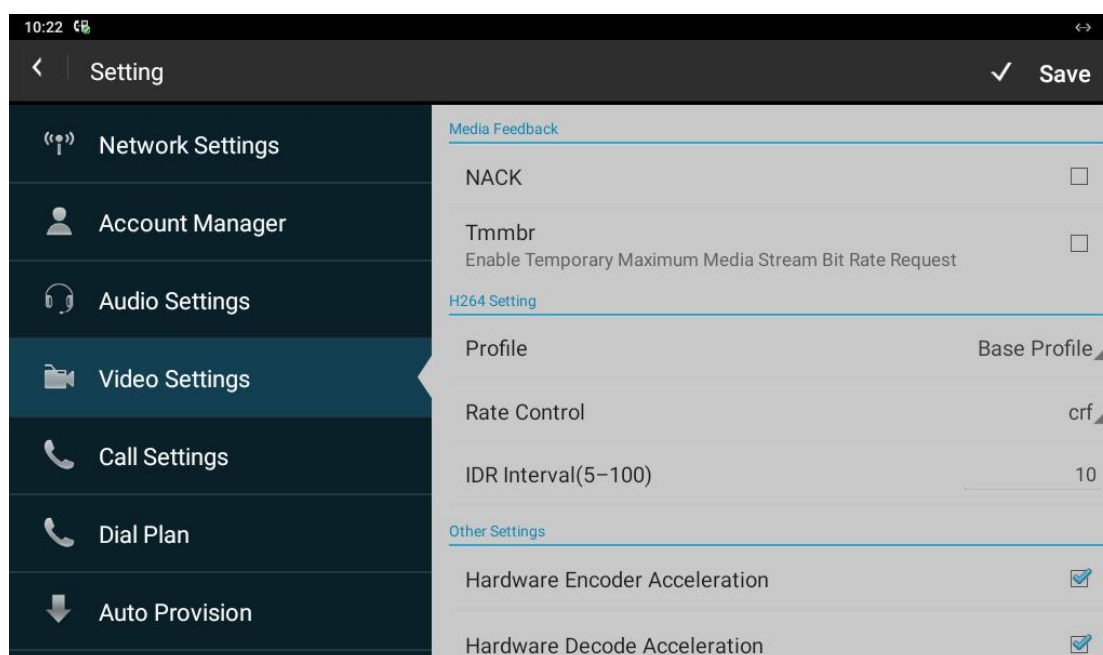 10:22
Setting
Save
Network Settings
Account Manager
Audio Settings
Video Settings
Call Settings
Dial Plan
Auto Provision
Media Feedback
NACK
Tmmbr
Enable Temporary Maximum Media Stream Bit Rate Request
H264 Setting
Profile Base Profile
Rate Control crf
IDR Interval(5–100) 10
Other Settings
Hardware Encoder Acceleration
Hardware Decode Acceleration